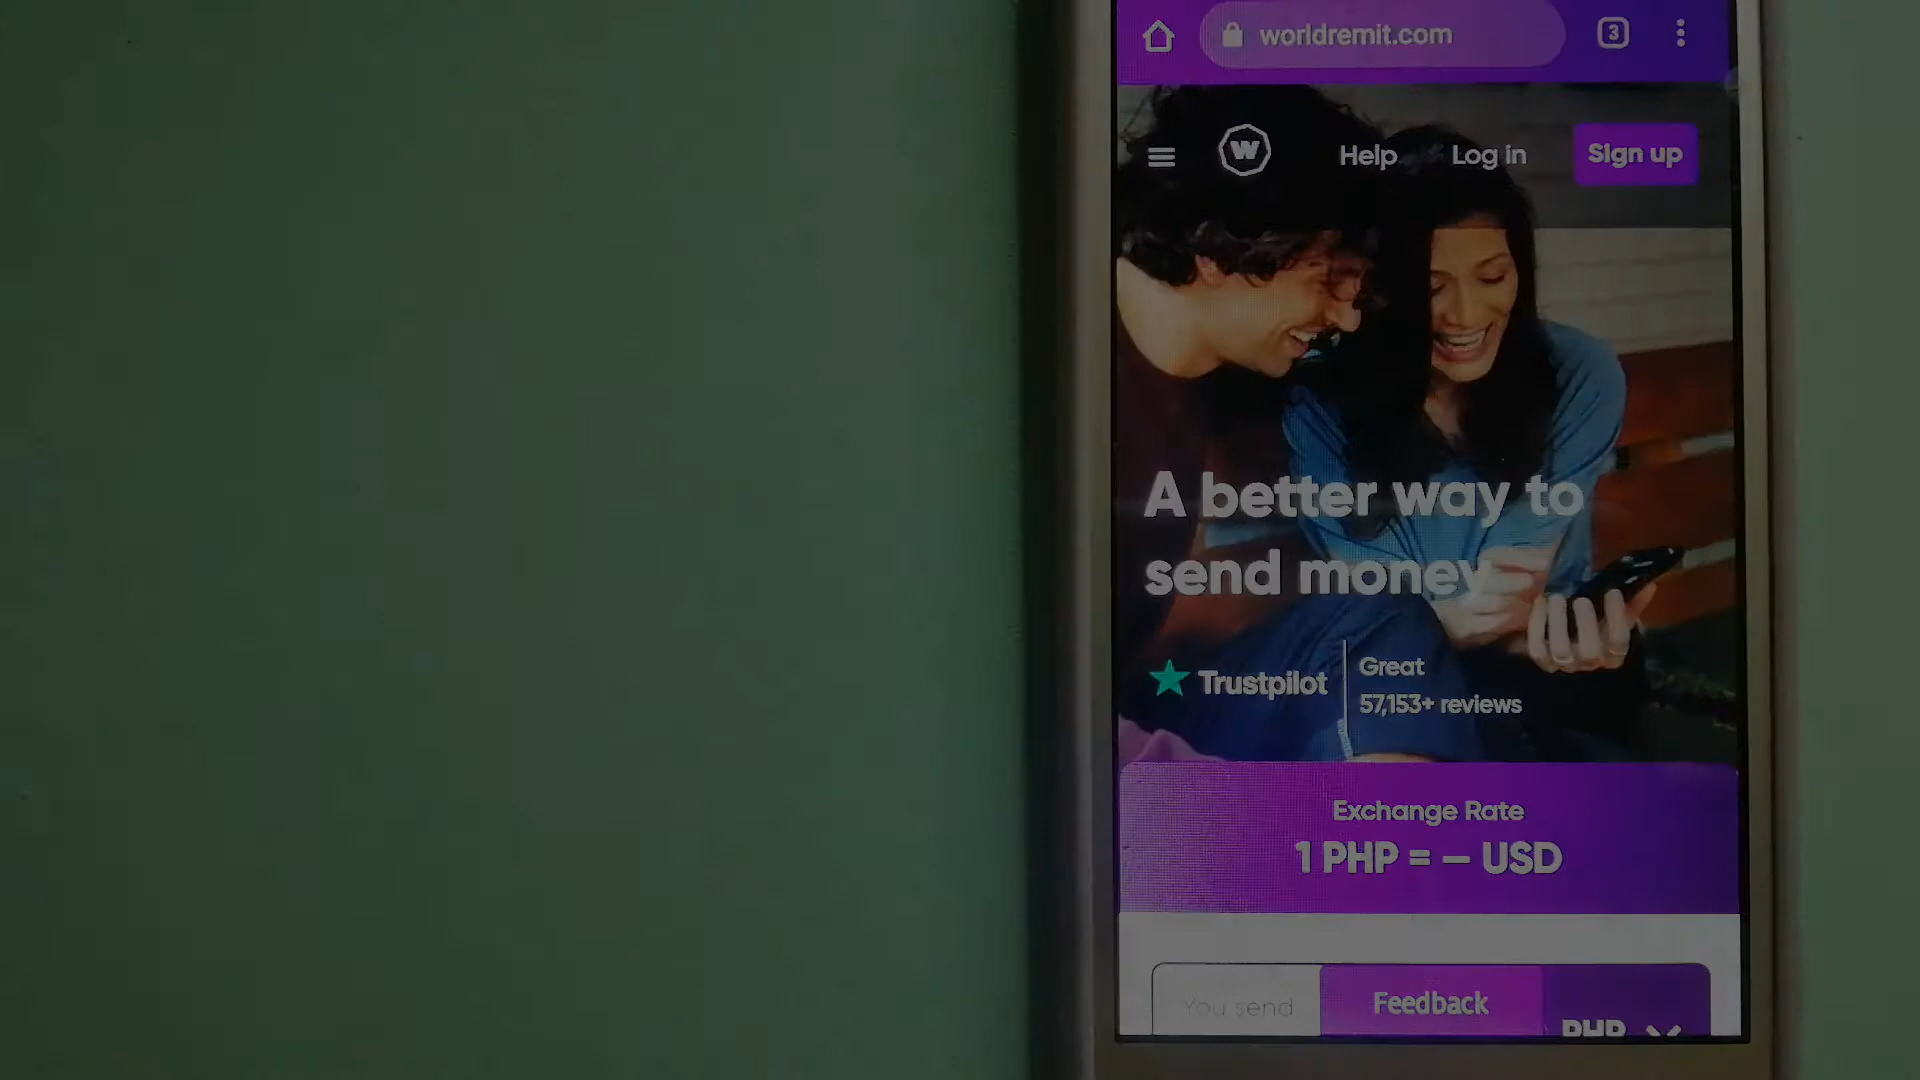 worldremit.com
3
W
Help
Log in
Sign up
A better way to
send money
Trustpilot
Great
57,153+ reviews
Exchange Rate
1 PHP = — USD
You send
Feedback
PHP